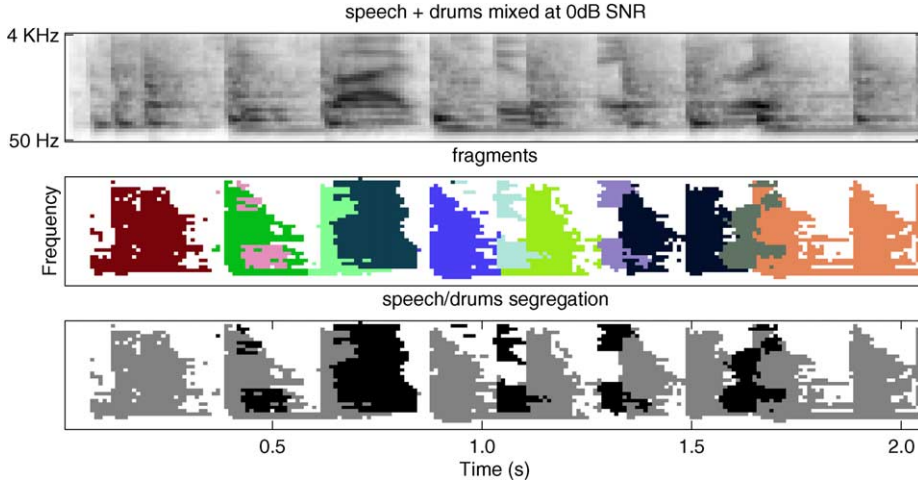 speech + drums mixed at 0dB SNR
4 KHz
50 Hz
fragments
Frequency
speech/drums segregation
0.5 1.0 1.5 2.0
Time (s)